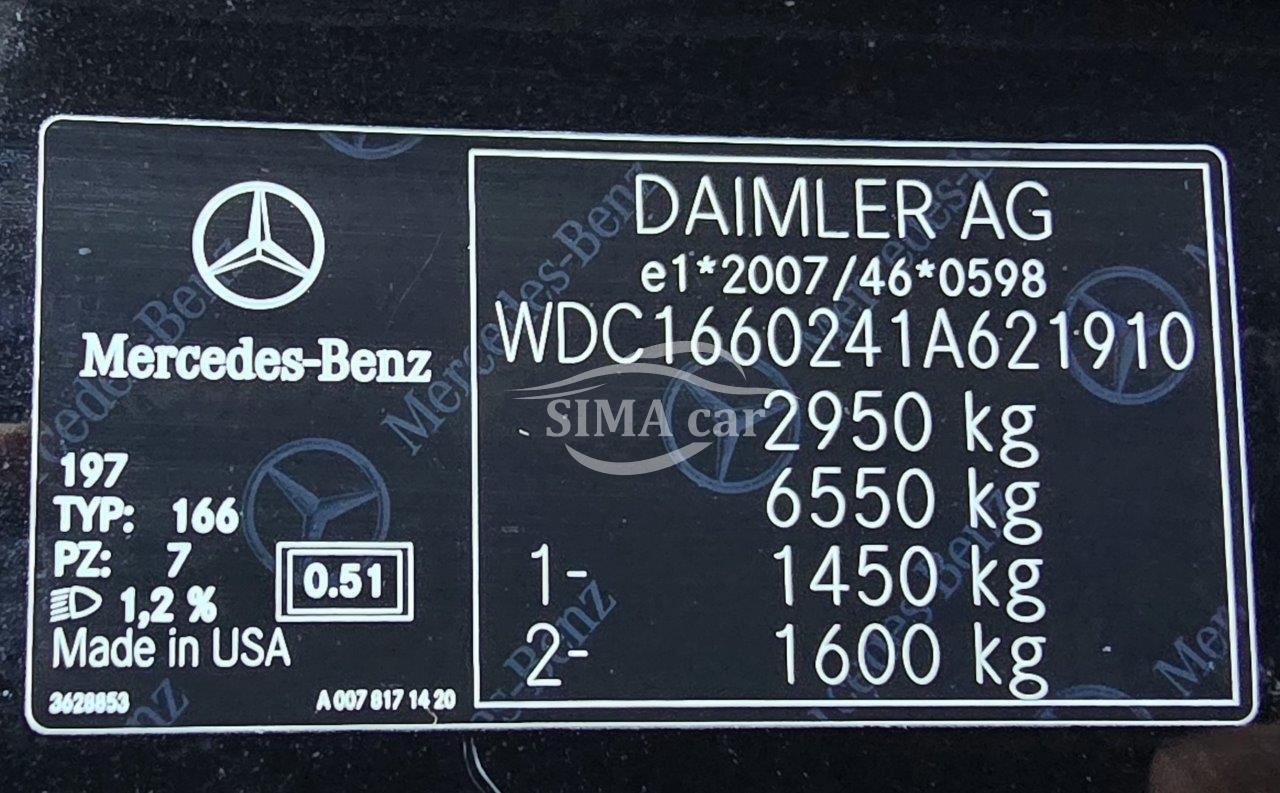 Mercedes-Benz
197
TYP: 166
PZ: 7
1,2 %
0.51
Made in USA
3628853
A 007 817 14 20
DAIMLER AG
e1*2007/46*0598
WDC1660241A621910
SIMA car
2950 kg
6550 kg
1- 1450 kg
2- 1600 kg